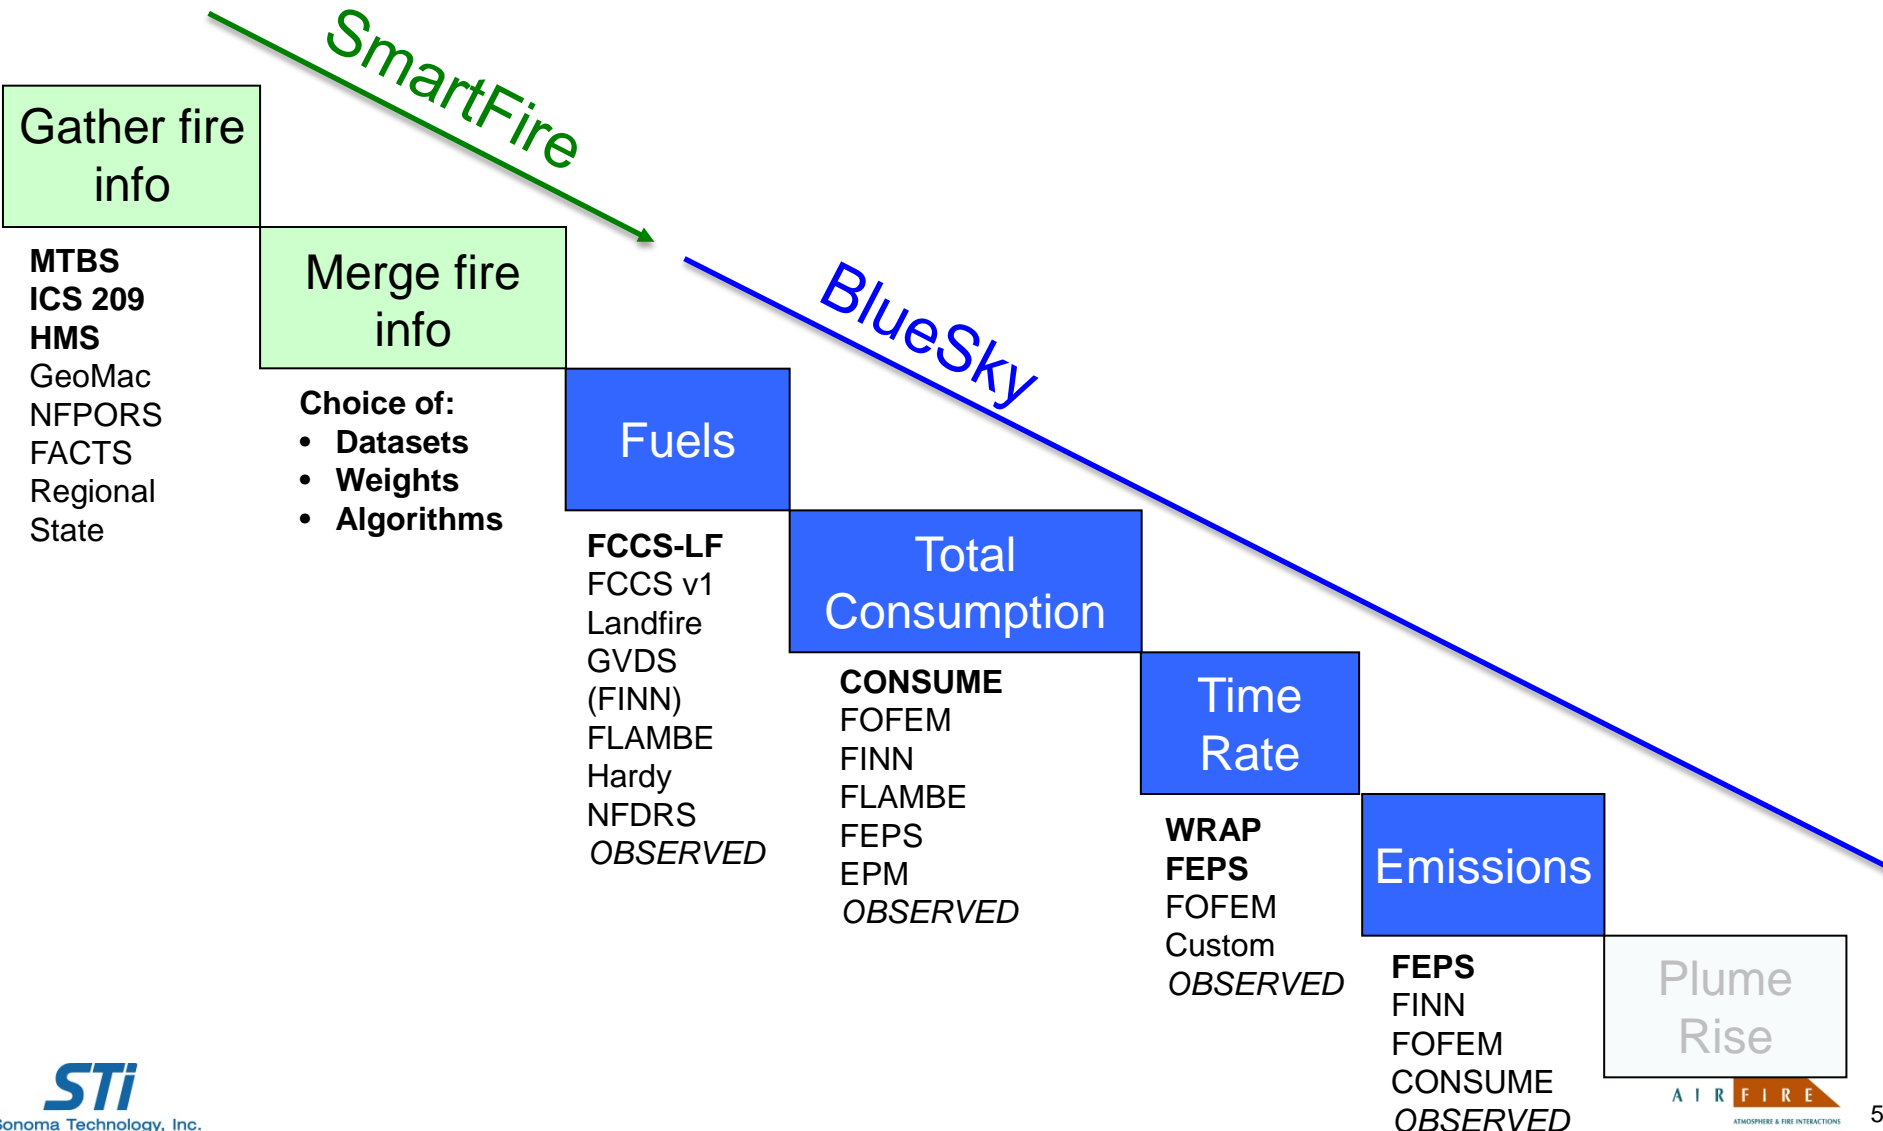 SmartFire
Gather fire
info
MTBS
ICS 209
HMS
GeoMac
NFPORS
FACTS
Regional
State
Merge fire
info
Choice of:
• Datasets
• Weights
• Algorithms
BlueSky
Fuels
FCCS-LF
FCCS v1
Landfire
GVDS
(FINN)
FLAMBE
Hardy
NFDRS
OBSERVED
Total
Consumption
CONSUME
FOFEM
FINN
FLAMBE
FEPS
EPM
OBSERVED
Time
Rate
WRAP
FEPS
FOFEM
Custom
OBSERVED
Emissions
FEPS
FINN
FOFEM
CONSUME
OBSERVED
Plume
Rise
STi
Sonoma Technology, Inc.
AIRFIRE
ATMOSPHERE & FIRE INTERACTIONS
5